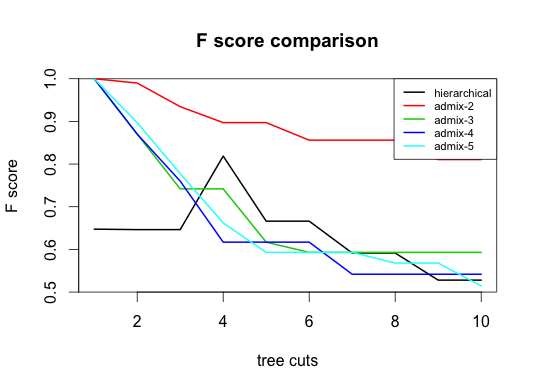 F score comparison
hierarchical
admix-2
admix-3
admix-4
admix-5
F score
1.0
0.9
0.8
0.7
0.6
0.5
2 4 6 8 10
tree cuts